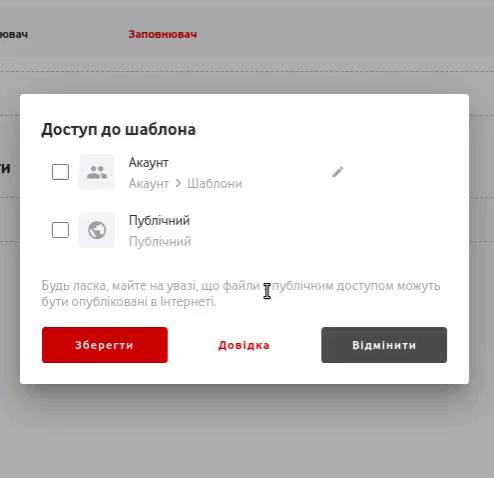 ювач Заповнювач
ти
Доступ до шаблона
Акаунт
Акаунт > Шаблони
Публічний
Публічний
Будь ласка, майте на увазі, що файли публічним доступом можуть
бути опубліковані в Інтернеті.
Зберегти Довідка Відмінити